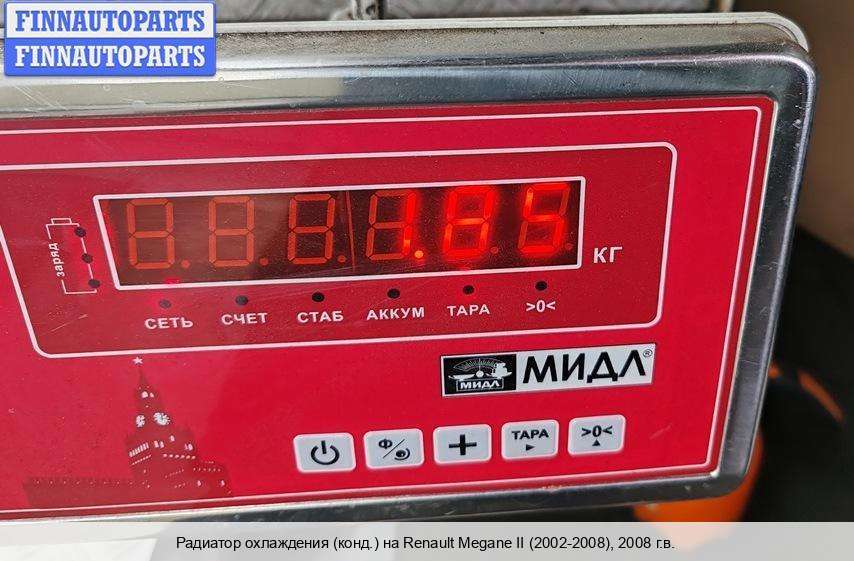 FINNAUTOPARTS
FINNAUTOPARTS
1.85
КГ
заряд
СЕТЬ СЧЕТ СТАБ АККУМ ТАРА >0<
МИДЛ МИДЛ®
Ф + ТАРА >0<
Радиатор охлаждения (конд.) на Renault Megane II (2002-2008), 2008 г.в.